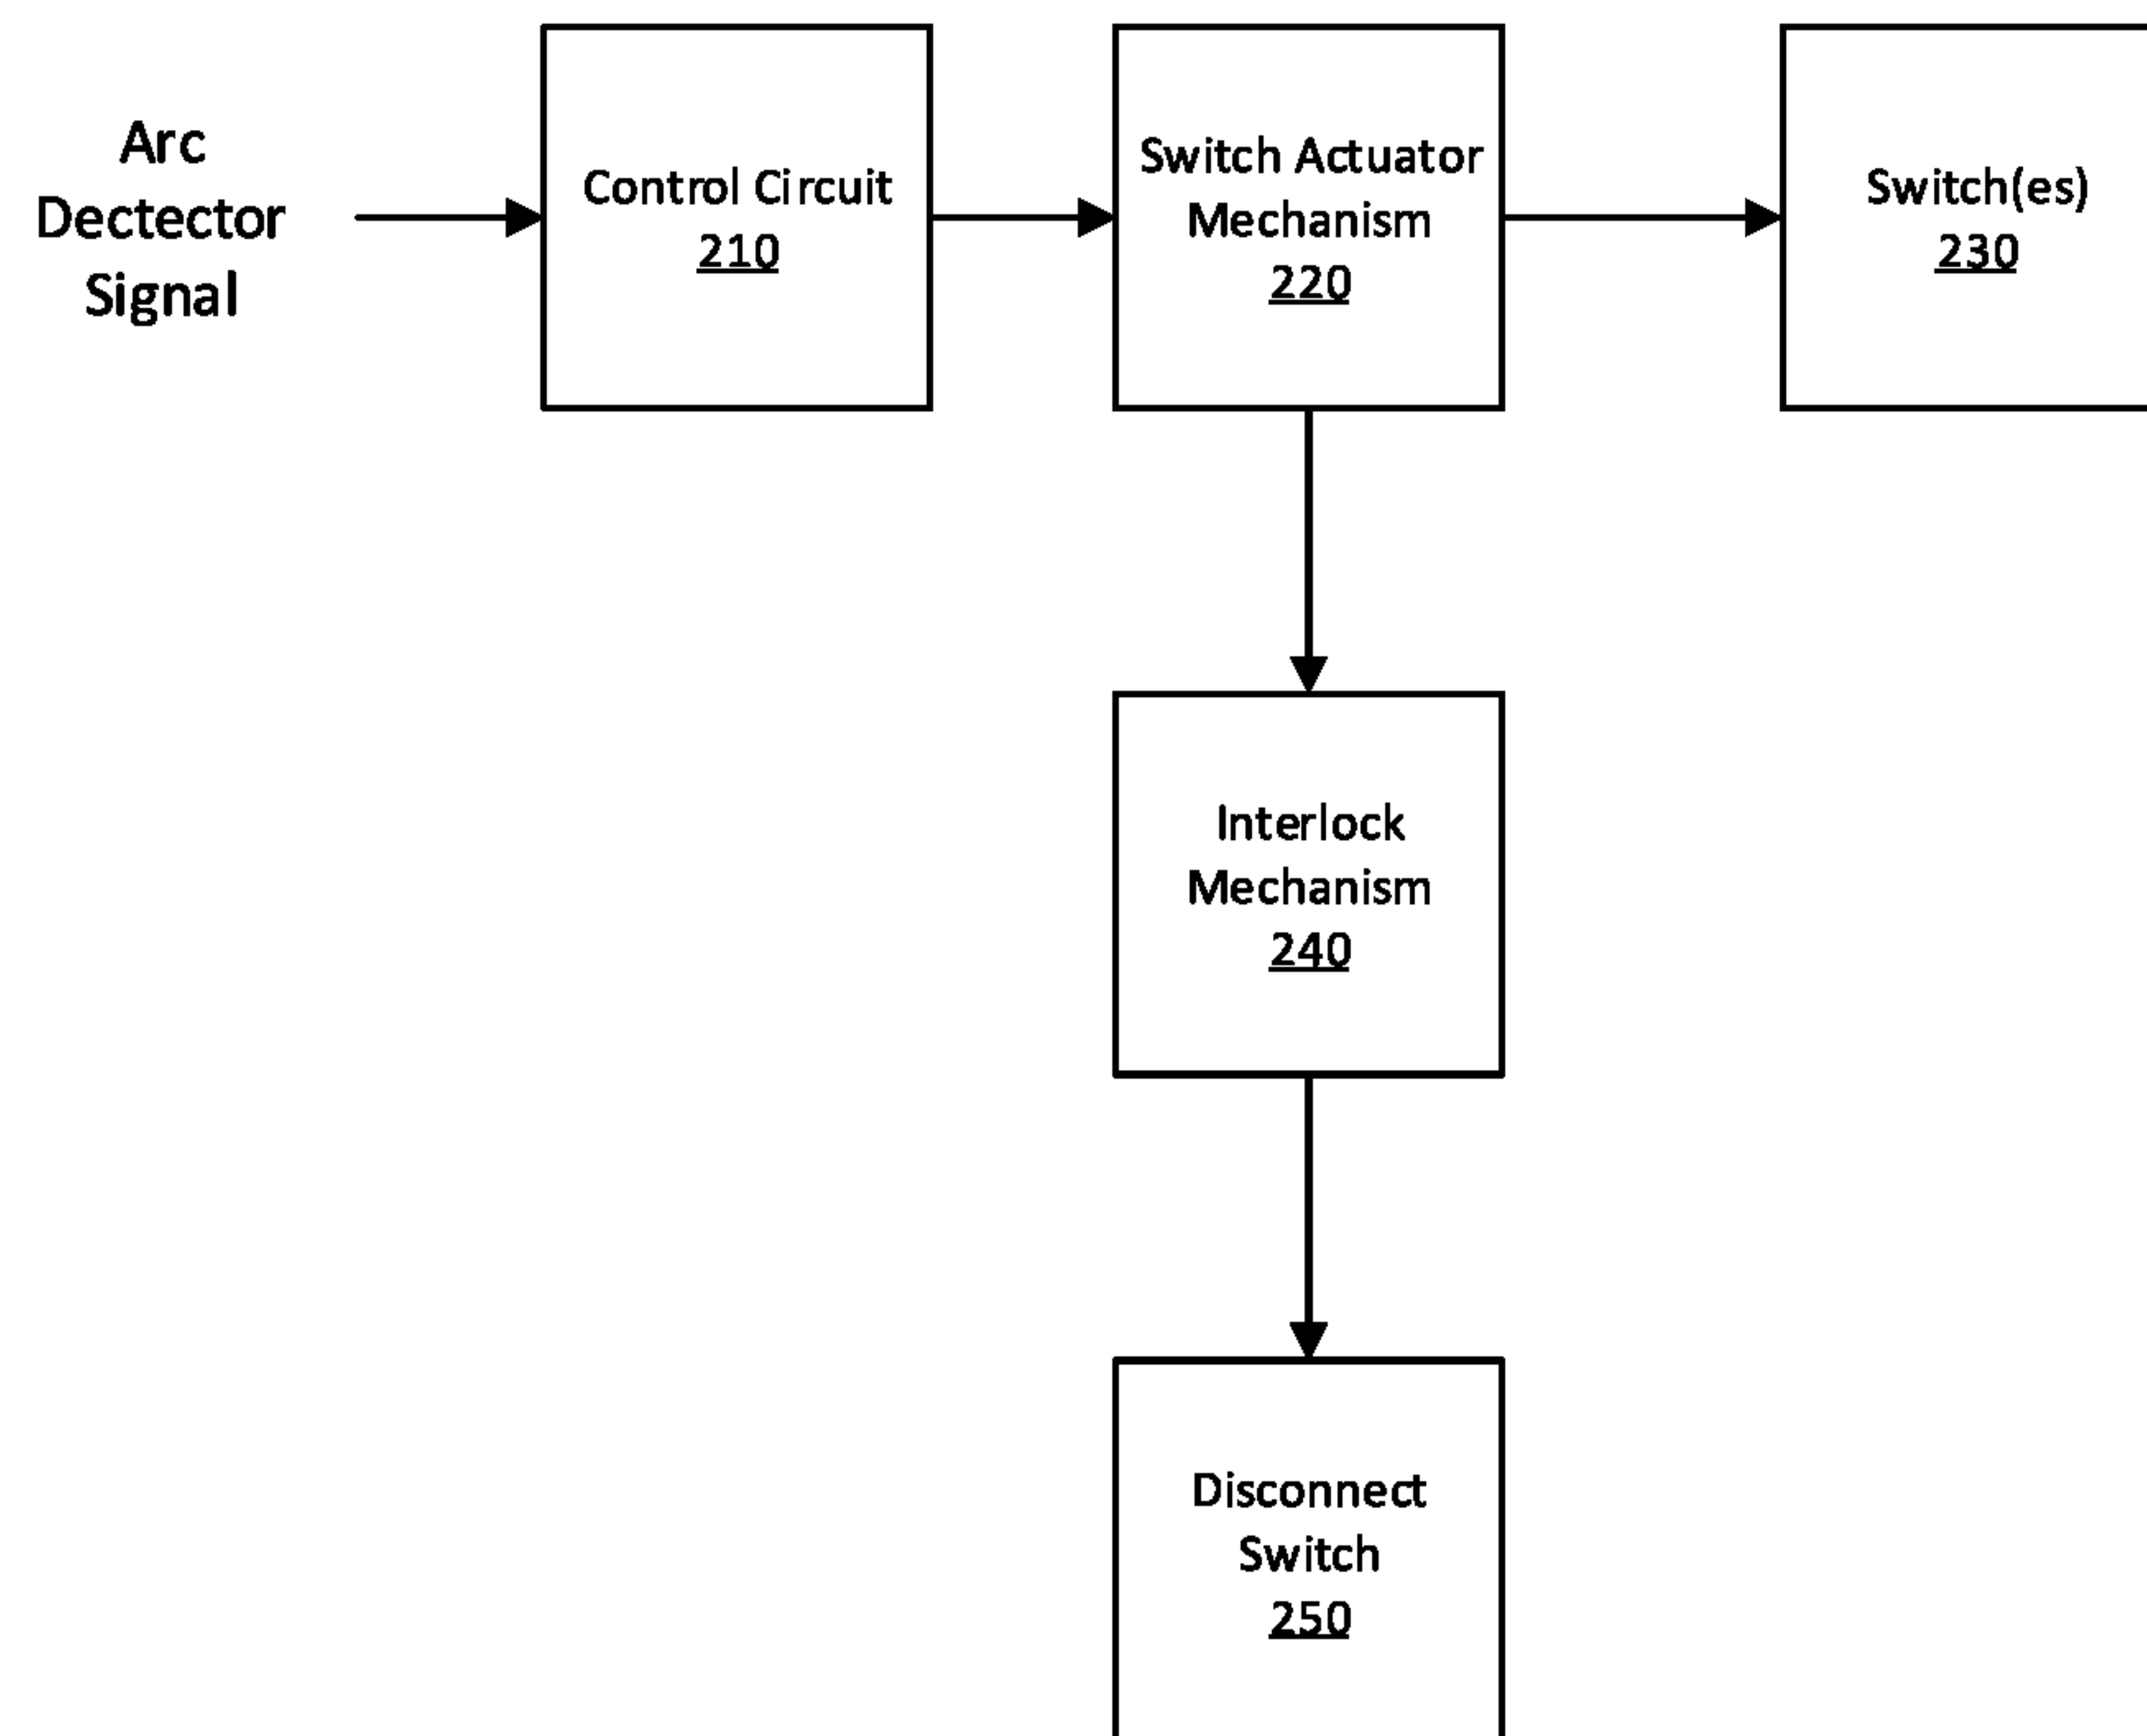 Arc
Dectector
Signal
Control Circuit
210
Switch Actuator
Mechanism
220
Switch(es)
230
Interlock
Mechanism
240
Disconnect
Switch
250